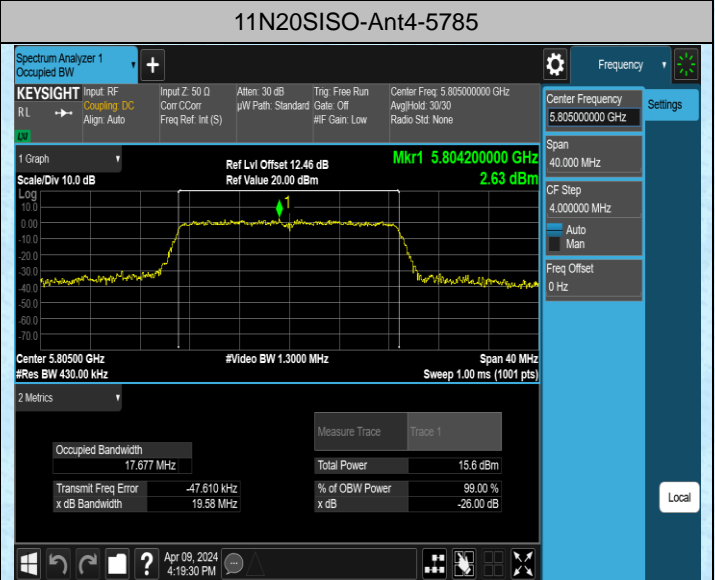 11N20SISO-Ant4-5785
Spectrum Analyzer 1
Occupied BW
Frequency
KEYSIGHT
RL
LXI
Input: RF
Coupling: DC
Align: Auto
Input Z: 50 Ω
Corr CCorr
Freq Ref: Int (S)
Atten: 30 dB
µW Path: Standard
Trig: Free Run
Gate: Off
#IF Gain: Low
Center Freq: 5.805000000 GHz
Avg|Hold: 30/30
Radio Std: None
Center Frequency
5.805000000 GHz
Settings
Span
40.000 MHz
CF Step
4.000000 MHz
Auto
Man
Freq Offset
0 Hz
1 Graph
Ref Lvl Offset 12.46 dB
Mkr1 5.804200000 GHz
Scale/Div 10.0 dB
Ref Value 20.00 dBm
2.63 dBm
Log
10.0
0.00
-10.0
-20.0
-30.0
-40.0
-50.0
-60.0
-70.0
1
Center 5.80500 GHz
#Video BW 1.3000 MHz
Span 40 MHz
#Res BW 430.00 kHz
Sweep 1.00 ms (1001 pts)
2 Metrics
Measure Trace
Trace 1
Occupied Bandwidth
17.677 MHz
Total Power
15.6 dBm
Transmit Freq Error
-47.610 kHz
% of OBW Power
99.00 %
x dB Bandwidth
19.58 MHz
x dB
-26.00 dB
Local
?
Apr 09, 2024
4:19:30 PM